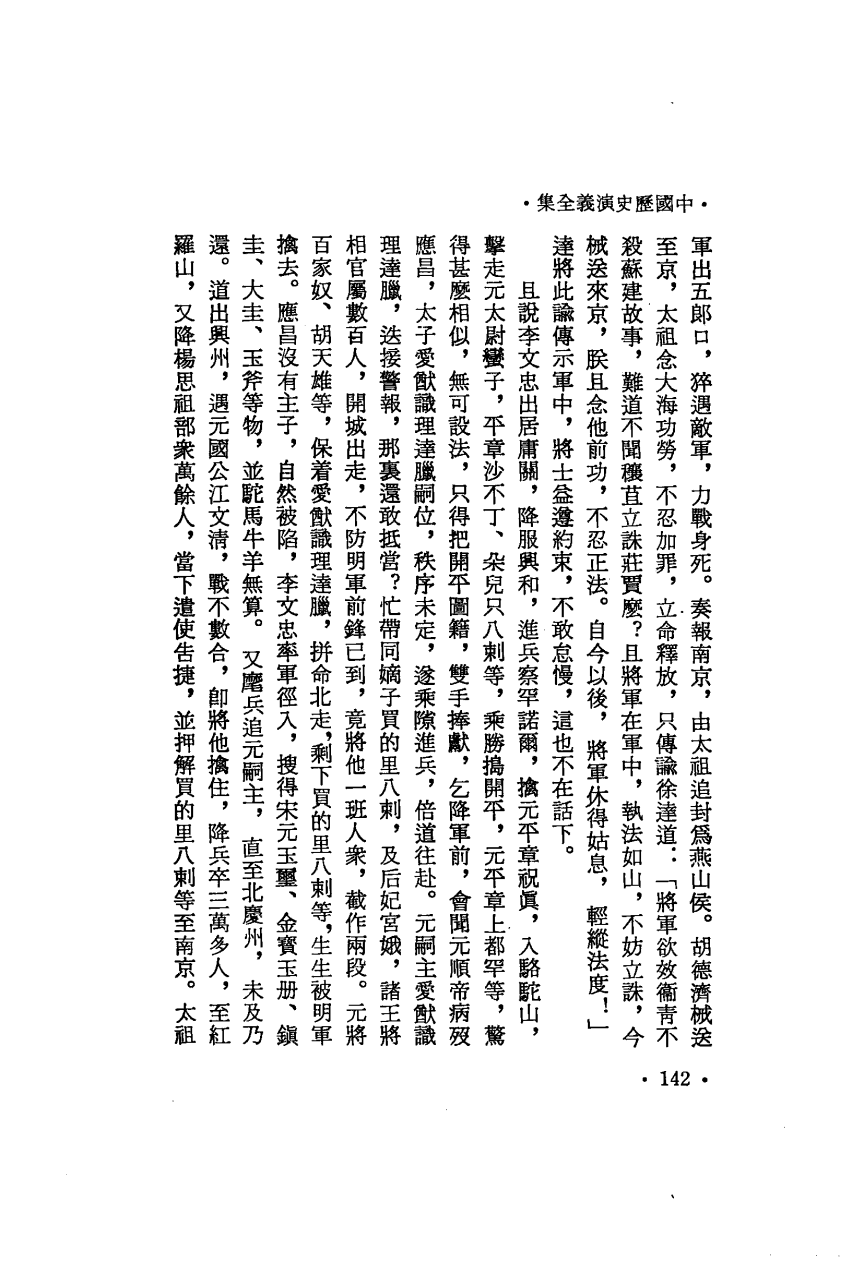 ·中國歷史演義全集·
軍出五郎口，猝遇敵軍，力戰身死。奏報南京，由太祖追封爲燕山侯。胡德濟械送
至京，太祖念大海功勞，不忍加罪，立命釋放，只傳諭徐達道：「將軍欲效衞靑不
殺蘇建故事，難道不聞穰苴立誅莊賈麼？且將軍在軍中，執法如山，不妨立誅，今
械送來京，朕且念他前功，不忍正法。自今以後，將軍休得姑息，輕縱法度！」
達將此諭傳示軍中，將士益遵約束，不敢怠慢，這也不在話下。
且說李文忠出居庸關，降服興和，進兵察罕諾爾，擒元平章祝眞，入駱駝山，
擊走元太尉蠻子，平章沙不丁、朵兒只八剌等，乘勝搗開平，元平章上都罕等，驚
得甚麼相似，無可設法，只得把開平圖籍，雙手捧獻，乞降軍前，會聞元順帝病歿
應昌，太子愛猷識理達臘嗣位，秩序未定，遂乘隙進兵，倍道往赴。元嗣主愛猷識
理達臘，迭接警報，那裏還敢抵當？忙帶同嫡子買的里八剌，及后妃宮娥，諸王將
相官屬數百人，開城出走，不防明軍前鋒已到，竟將他一班人衆，截作兩段。元將
百家奴、胡天雄等，保着愛猷識理達臘，拼命北走，剩下買的里八剌等，生生被明軍
擒去。應昌沒有主子，自然被陷，李文忠率軍徑入，搜得宋元玉璽、金寶玉册、鎭
圭、大圭、玉斧等物，並駝馬牛羊無算。又麾兵追元嗣主，直至北慶州，未及乃
還。道出興州，遇元國公江文淸，戰不數合，卽將他擒住，降兵卒三萬多人，至紅
羅山，又降楊思祖部衆萬餘人，當下遣使告捷，並押解買的里八剌等至南京。太祖
·142·